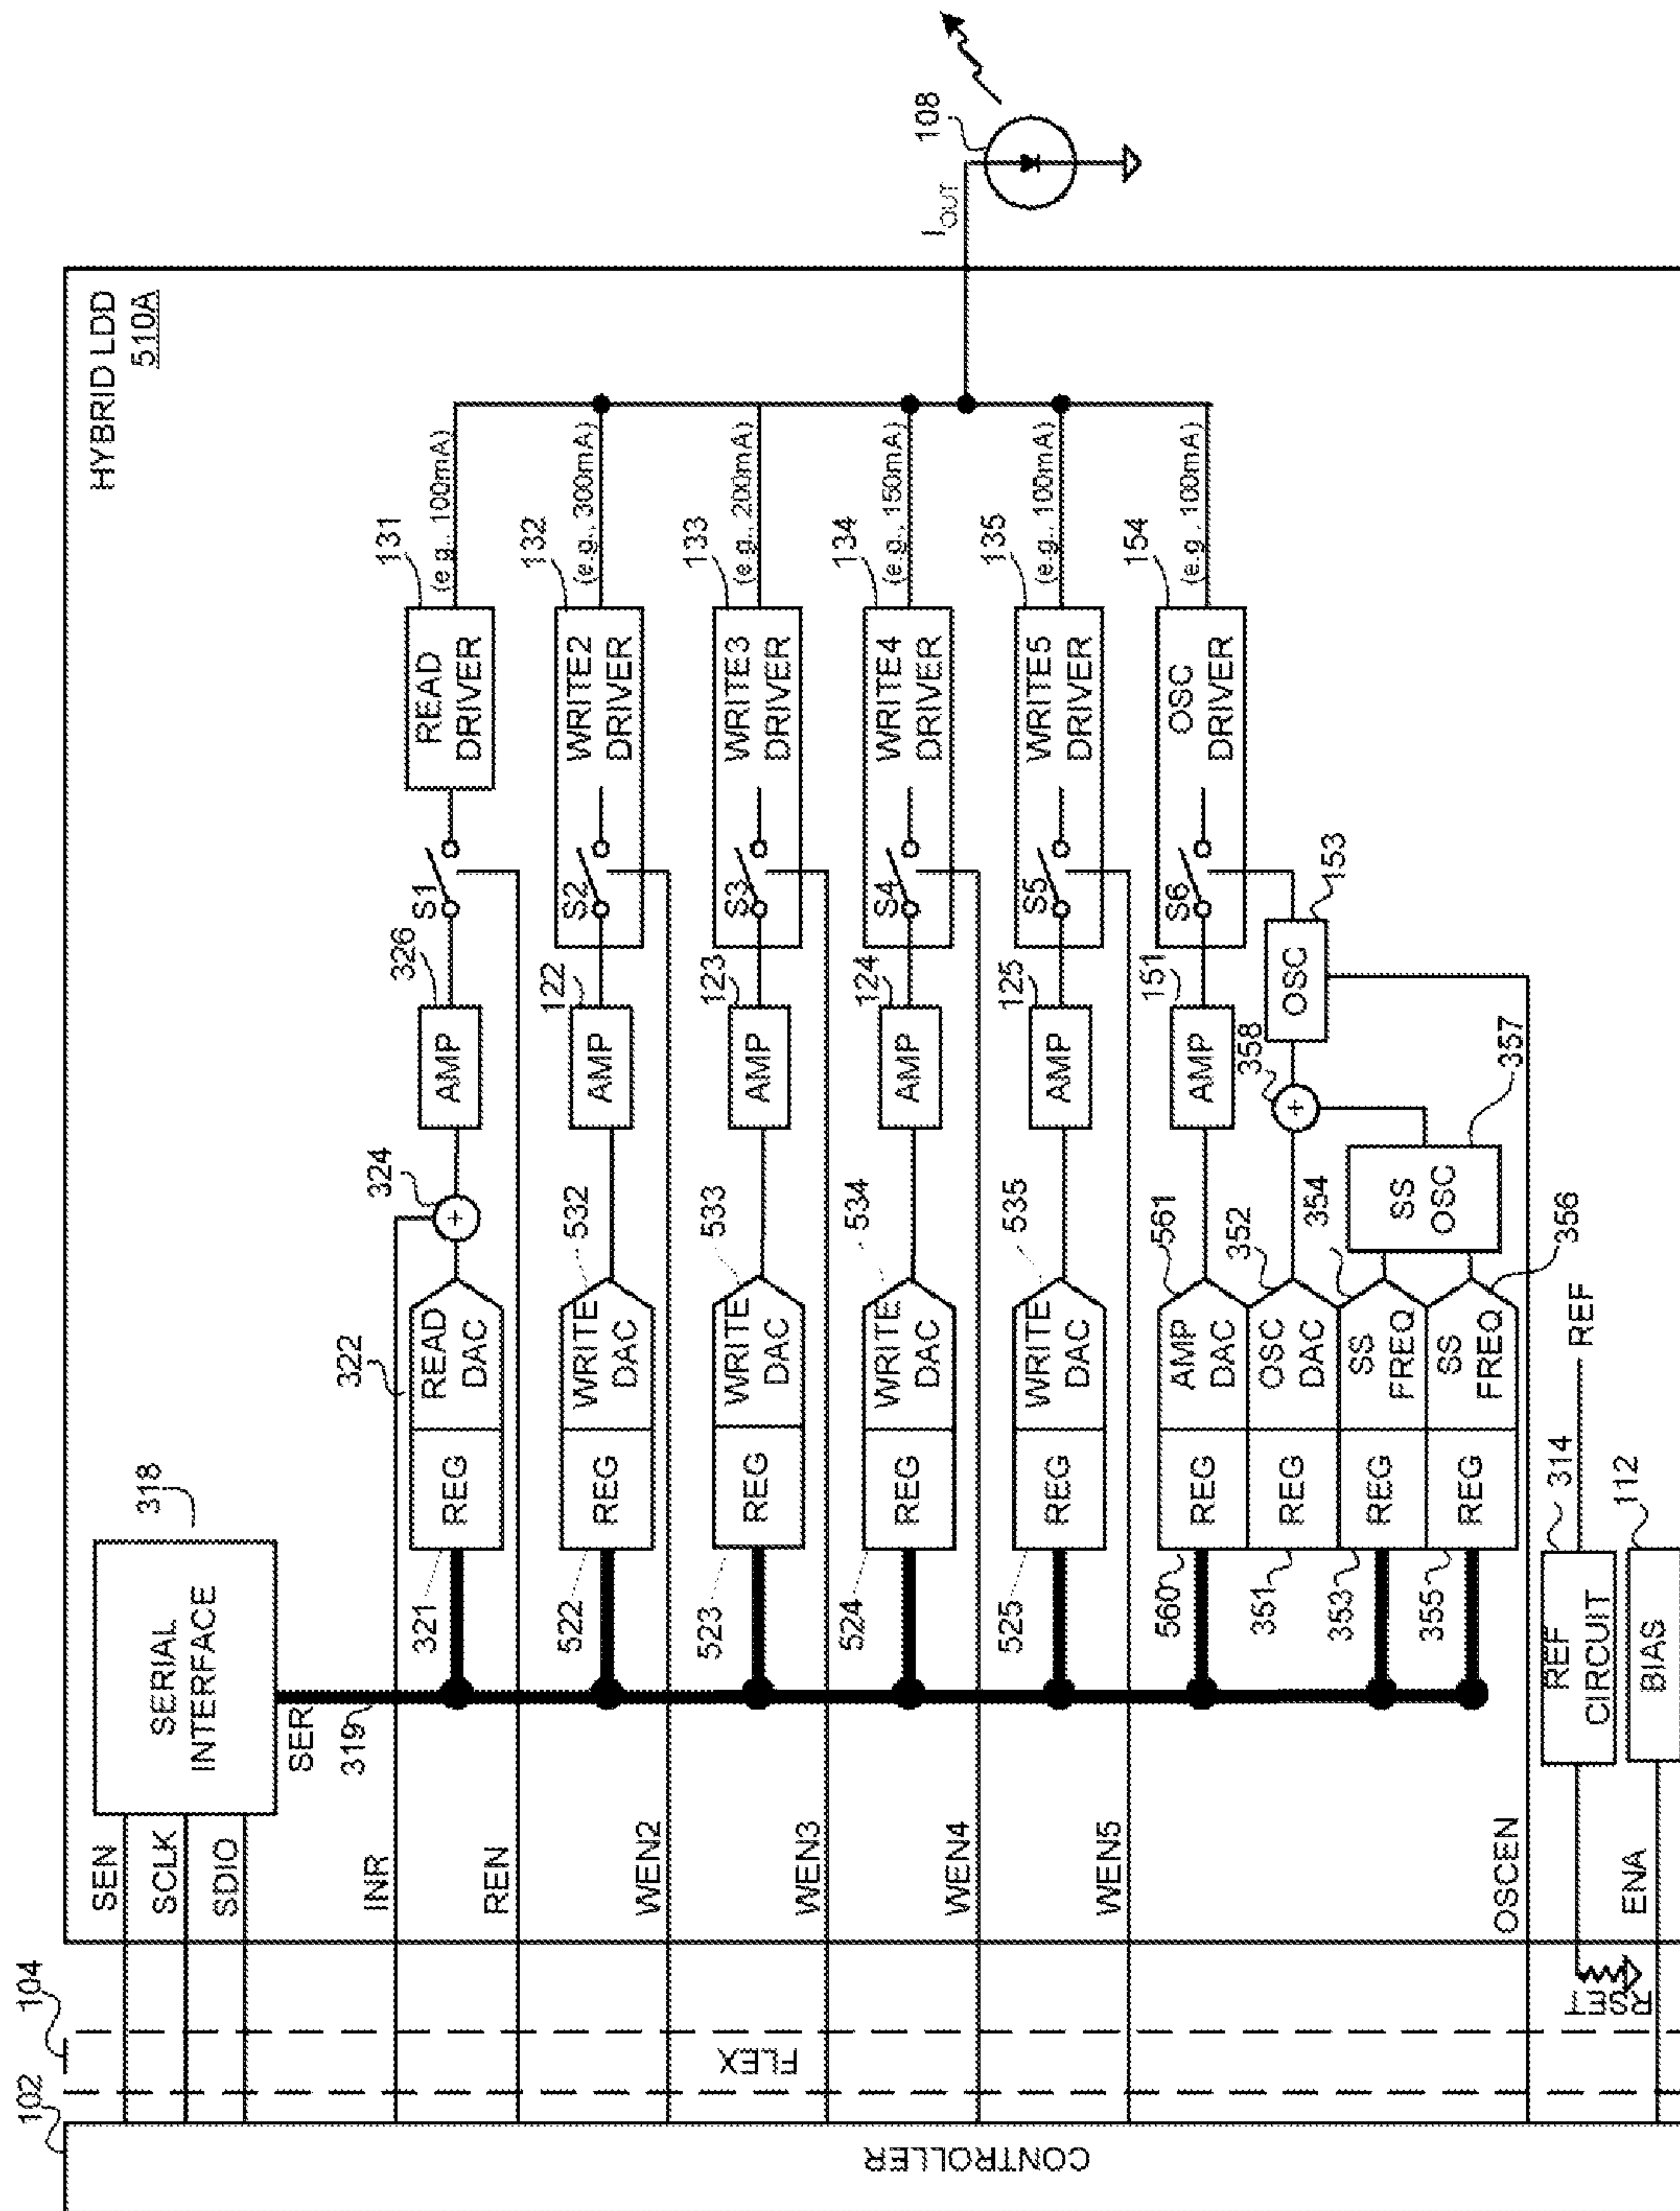 HYBRID LDD
510A
102
104
CONTROLLER
FLEX
SEN
SCLK
SDIO
SERIAL
INTERFACE
318
SER
319
INR
REN
WEN2
WEN3
WEN4
WEN5
OSCEN
ENA
RSET
321
REG
READ
DAC
322
324
+
AMP
326
S1
READ
DRIVER
131
(e.g., 100mA)
522
REG
WRITE
DAC
532
AMP
122
S2
WRITE2
DRIVER
132
(e.g., 300mA)
523
REG
WRITE
DAC
533
AMP
123
S3
WRITE3
DRIVER
133
(e.g., 200mA)
524
REG
WRITE
DAC
534
AMP
124
S4
WRITE4
DRIVER
134
(e.g., 150mA)
525
REG
WRITE
DAC
535
AMP
125
S5
WRITE5
DRIVER
135
(e.g., 100mA)
560
REG
AMP
DAC
561
AMP
151
S6
OSC
DRIVER
154
(e.g., 100mA)
351
REG
OSC
DAC
352
+
358
OSC
153
353
REG
SS
FREQ
354
SS
OSC
357
355
REG
SS
FREQ
356
REF
CIRCUIT
314
REF
BIAS
112
IOUT
108